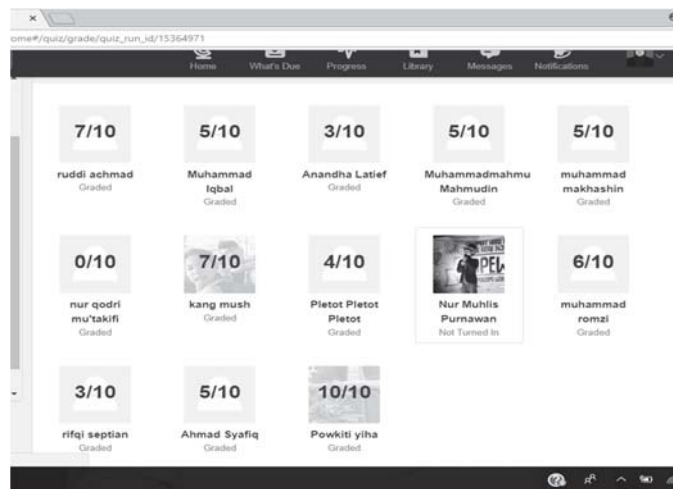 ome#/quiz/grade/quiz_run_id/15364971
Home What's Due Progress Library Messages Notifications
7/10 5/10 3/10 5/10 5/10
ruddi achmad Muhammad Iqbal Anandha Latief Muhammadmahmu Mahmudin muhammad makhashin
Graded Graded Graded Graded Graded
0/10 7/10 4/10 6/10
nur qodri mu'takifi kang mush Pletot Pletot Pletot Nur Muhlis Purnawan muhammad romzi
Graded Graded Graded Not Turned In Graded
3/10 5/10 10/10
rifqi septian Ahmad Syafiq Powkiti yiha
Graded Graded Graded